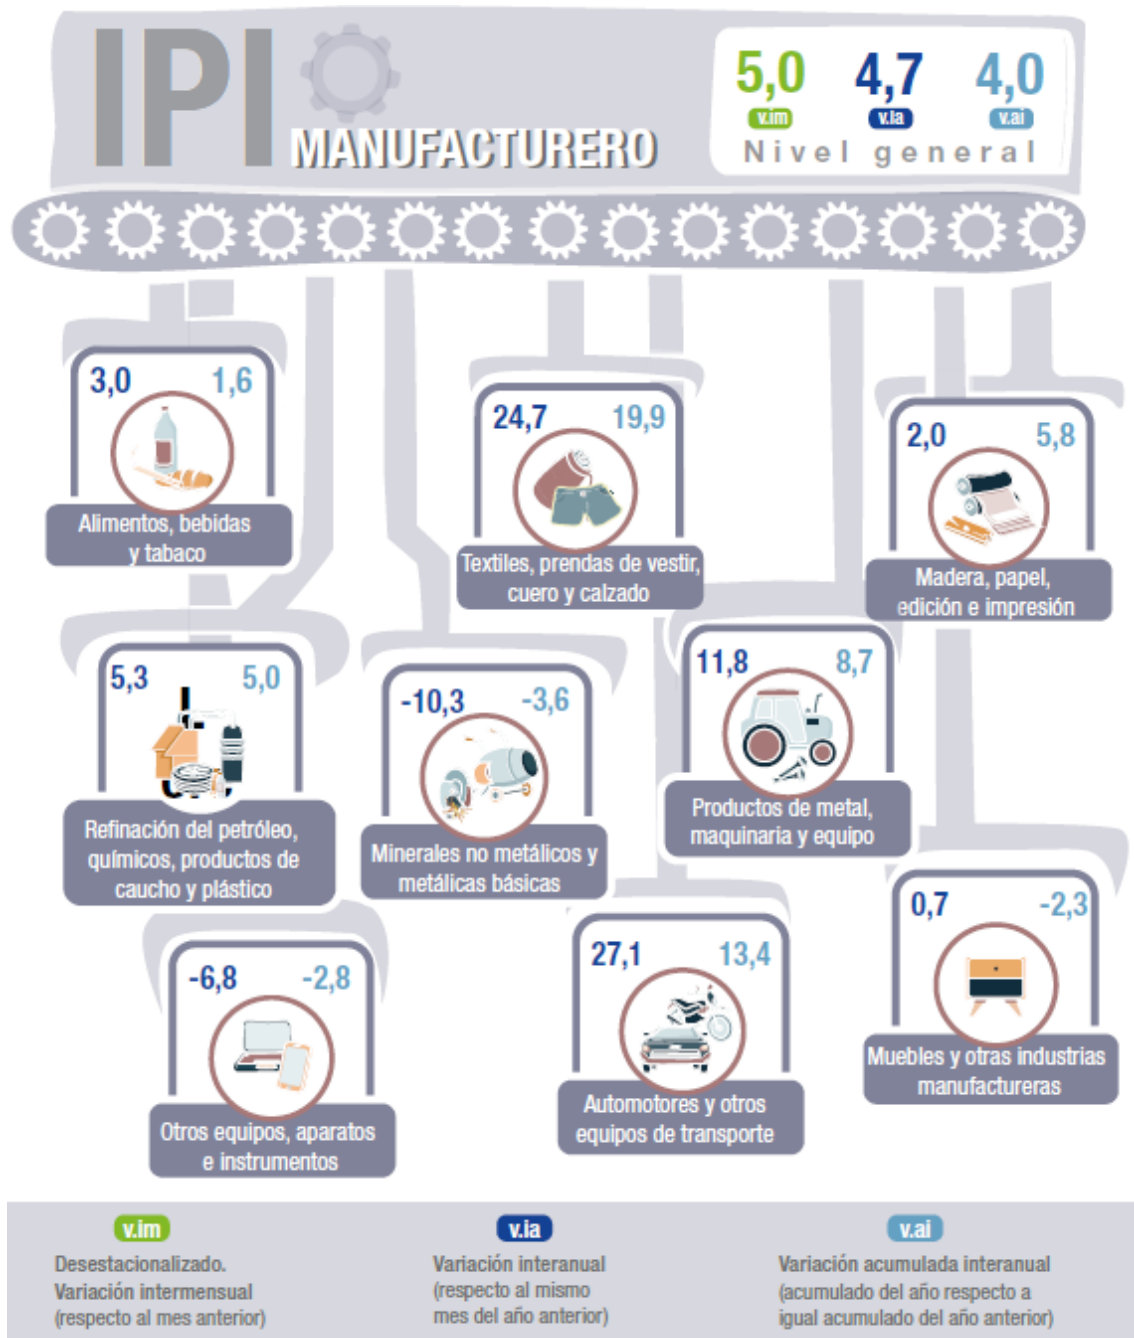 IPI
MANUFACTURERO
5,0 4,7 4,0
v.im v.ia v.ai
Nivel general
3,0 1,6
Alimentos, bebidas
y tabaco
24,7 19,9
Textiles, prendas de vestir,
cuero y calzado
2,0 5,8
Madera, papel,
edición e impresión
5,3 5,0
Refinación del petróleo,
químicos, productos de
caucho y plástico
-10,3 -3,6
Minerales no metálicos y
metálicas básicas
11,8 8,7
Productos de metal,
maquinaria y equipo
-6,8 -2,8
Otros equipos, aparatos
e instrumentos
27,1 13,4
Automotores y otros
equipos de transporte
0,7 -2,3
Muebles y otras industrias
manufactureras
v.im
Desestacionalizado.
Variación intermensual
(respecto al mes anterior)
v.ia
Variación interanual
(respecto al mismo
mes del año anterior)
v.ai
Variación acumulada interanual
(acumulado del año respecto a
igual acumulado del año anterior)